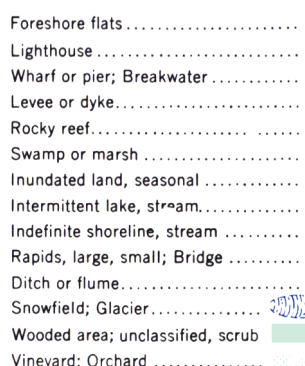 Foreshore flats........................
Lighthouse.............................
Wharf or pier; Breakwater............
Levee or dyke.........................
Rocky reef............................
Swamp or marsh......................
Inundated land, seasonal............
Intermittent lake, stream............
Indefinite shoreline, stream.........
Rapids, large, small; Bridge.........
Ditch or flume........................
Snowfield; Glacier...............
Wooded area; unclassified, scrub
Vineyard; Orchard..............